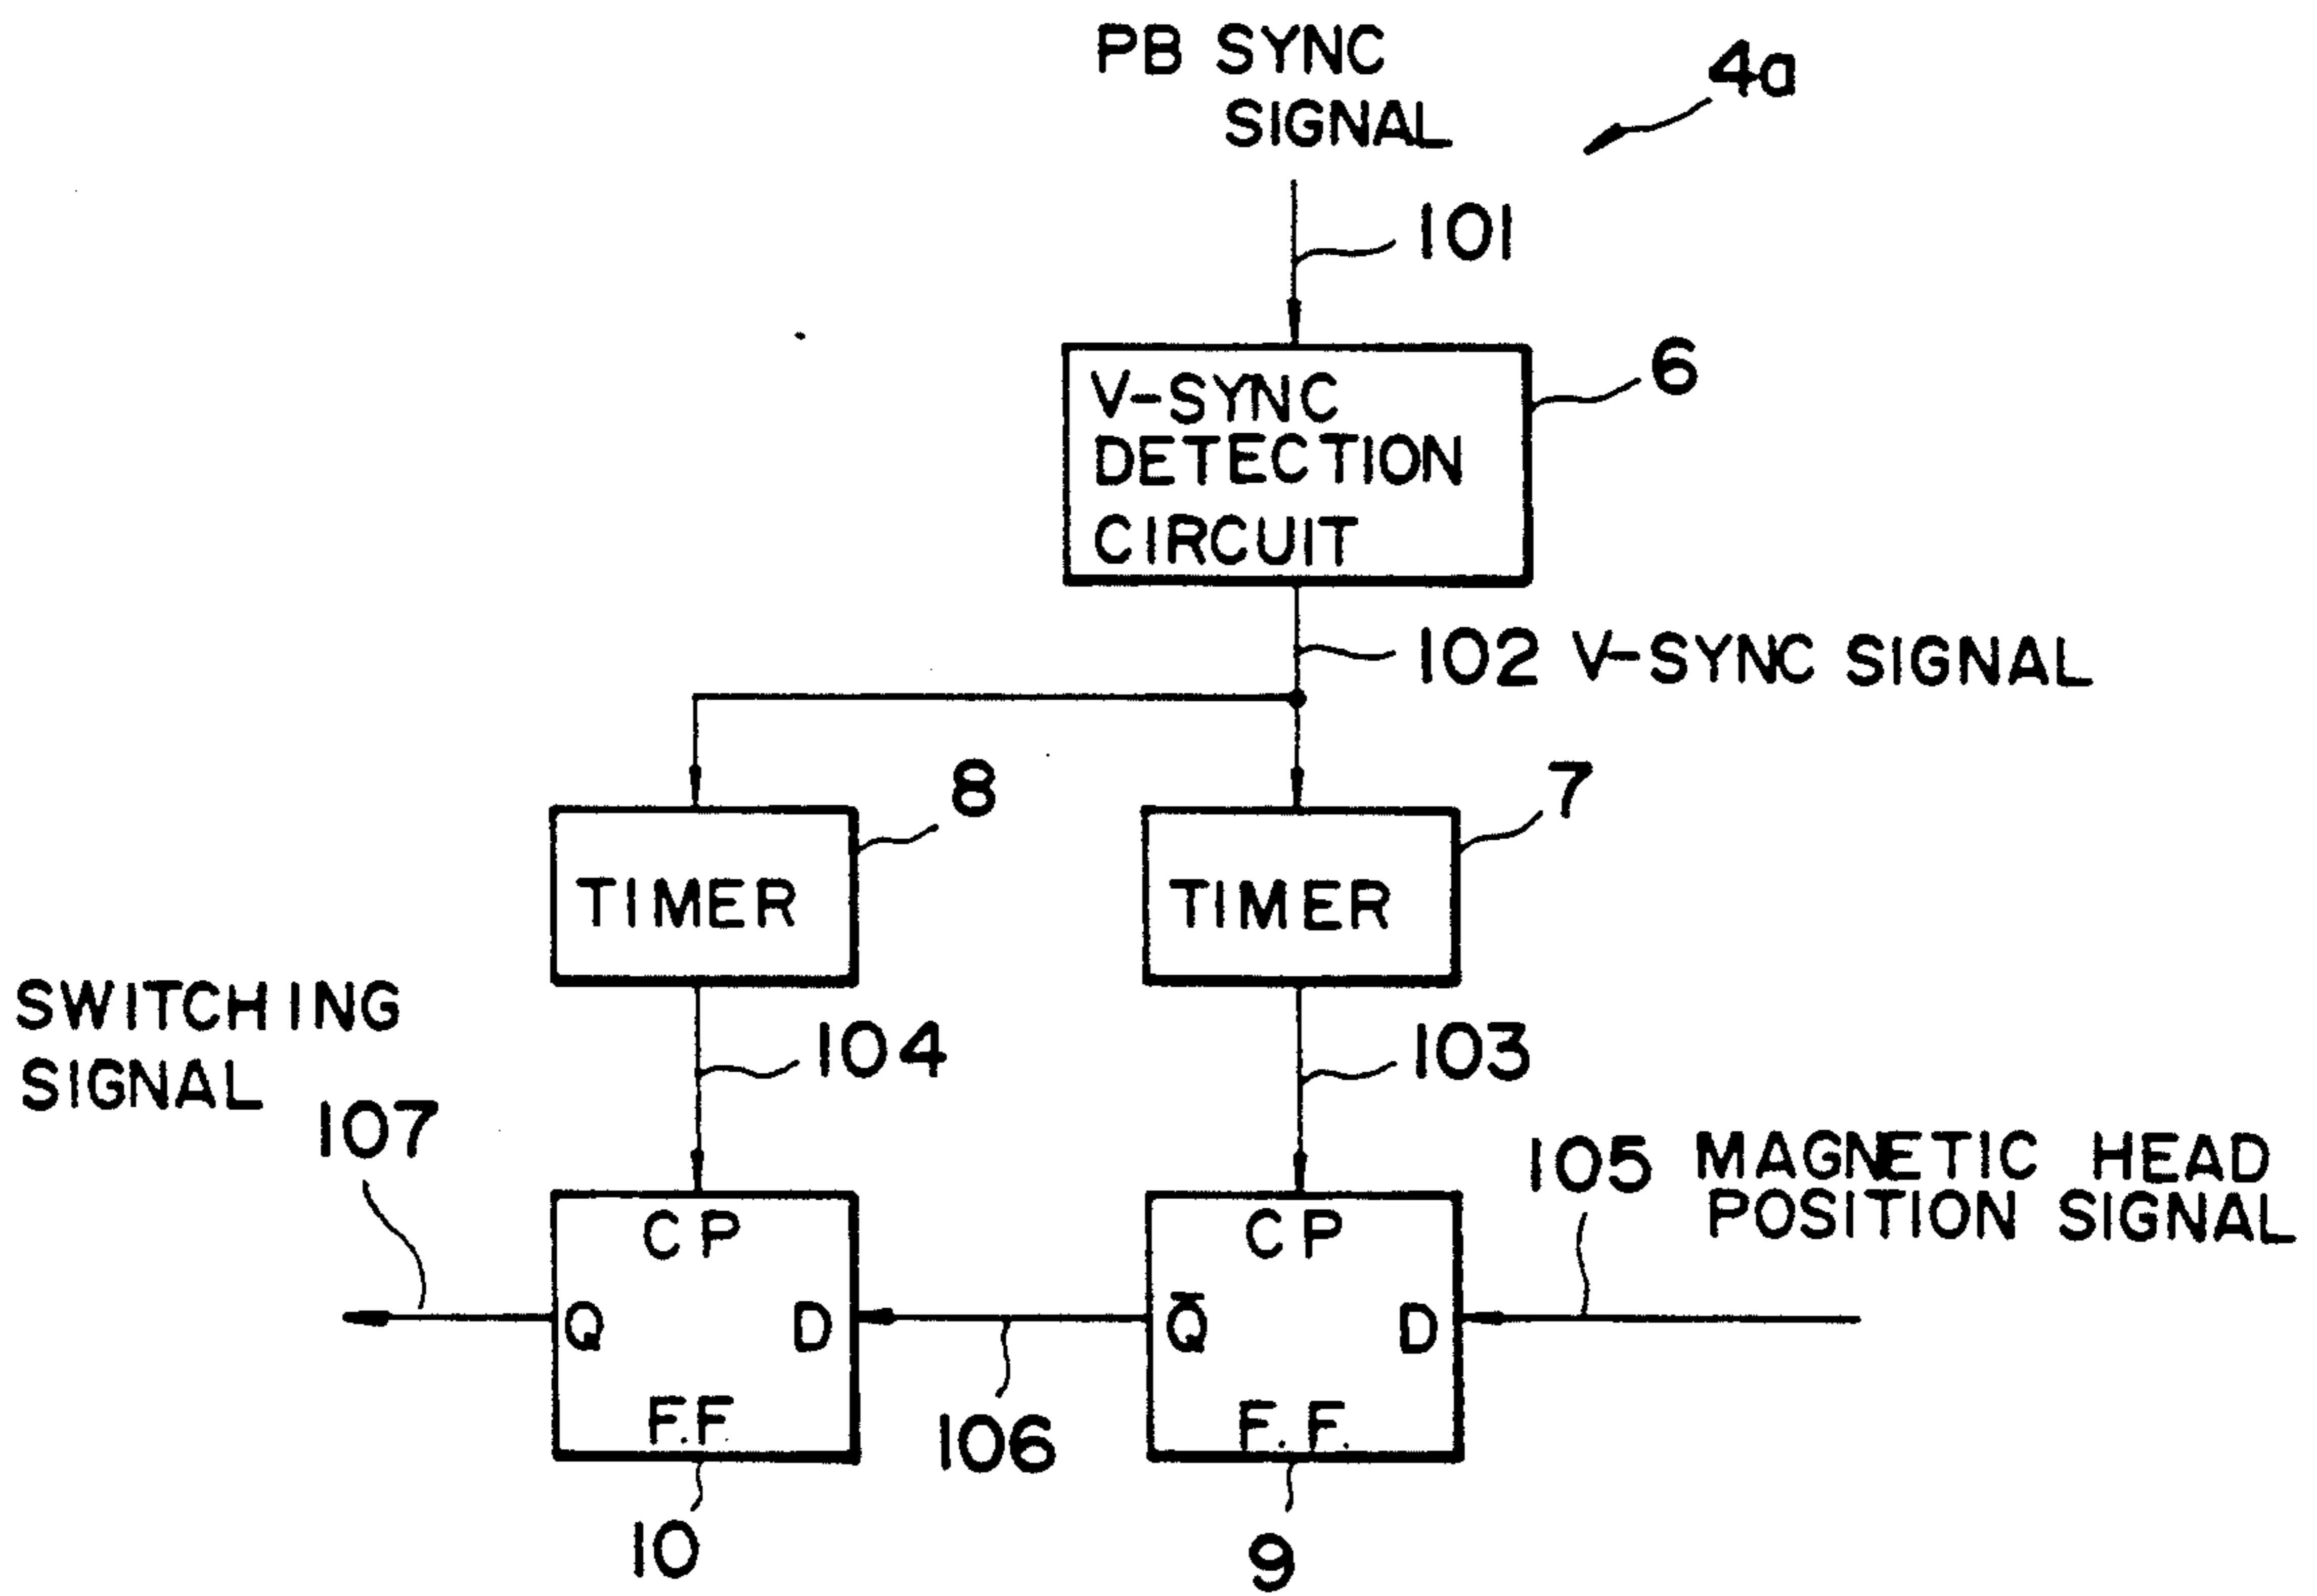 PB SYNC
SIGNAL
4a
101
V-SYNC
DETECTION
CIRCUIT
6
102 V-SYNC SIGNAL
8
7
TIMER
TIMER
SWITCHING
SIGNAL
104
103
107
105 MAGNETIC HEAD
POSITION SIGNAL
CP
CP
Q
D
Q̅
D
F.F.
F.F.
106
10
9